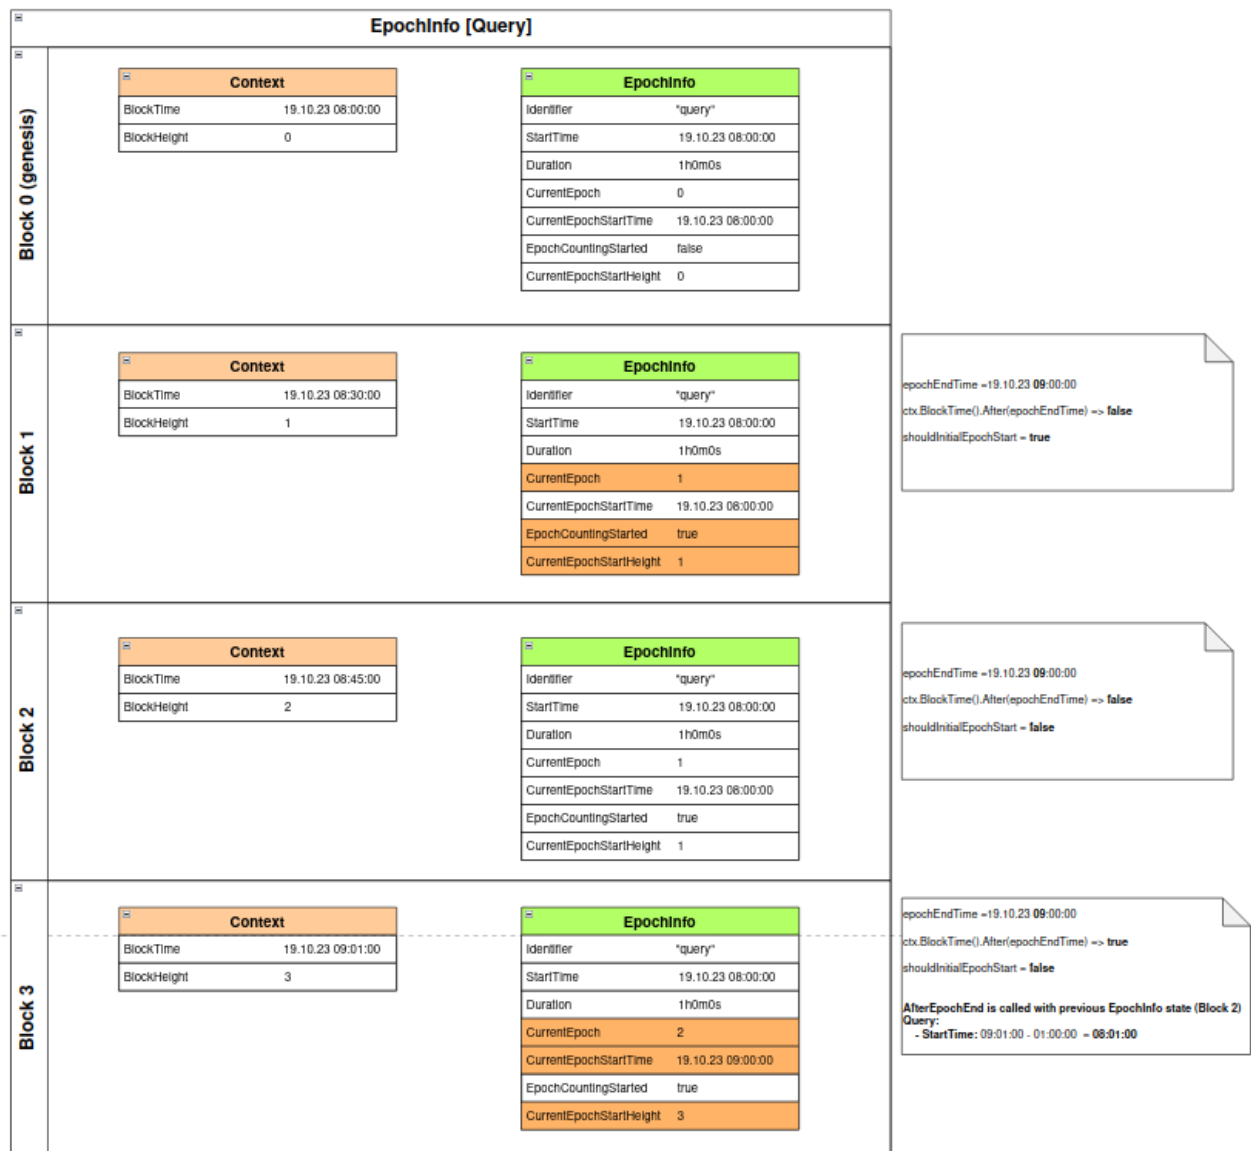 EpochInfo [Query]
Block 0 (genesis)
Context
BlockTime 19.10.23 08:00:00
BlockHeight 0
EpochInfo
Identifier "query"
StartTime 19.10.23 08:00:00
Duration 1h0m0s
CurrentEpoch 0
CurrentEpochStartTime 19.10.23 08:00:00
EpochCountingStarted false
CurrentEpochStartHeight 0
Block 1
Context
BlockTime 19.10.23 08:30:00
BlockHeight 1
EpochInfo
Identifier "query"
StartTime 19.10.23 08:00:00
Duration 1h0m0s
CurrentEpoch 1
CurrentEpochStartTime 19.10.23 08:00:00
EpochCountingStarted true
CurrentEpochStartHeight 1
epochEndTime =19.10.23 09:00:00
ctx.BlockTime().After(epochEndTime) => false
shouldInitialEpochStart = true
Block 2
Context
BlockTime 19.10.23 08:45:00
BlockHeight 2
EpochInfo
Identifier "query"
StartTime 19.10.23 08:00:00
Duration 1h0m0s
CurrentEpoch 1
CurrentEpochStartTime 19.10.23 08:00:00
EpochCountingStarted true
CurrentEpochStartHeight 1
epochEndTime =19.10.23 09:00:00
ctx.BlockTime().After(epochEndTime) => false
shouldInitialEpochStart = false
Block 3
Context
BlockTime 19.10.23 09:01:00
BlockHeight 3
EpochInfo
Identifier "query"
StartTime 19.10.23 08:00:00
Duration 1h0m0s
CurrentEpoch 2
CurrentEpochStartTime 19.10.23 09:00:00
EpochCountingStarted true
CurrentEpochStartHeight 3
epochEndTime =19.10.23 09:00:00
ctx.BlockTime().After(epochEndTime) => true
shouldInitialEpochStart = false
AfterEpochEnd is called with previous EpochInfo state (Block 2)
Query:
- StartTime: 09:01:00 - 01:00:00 = 08:01:00